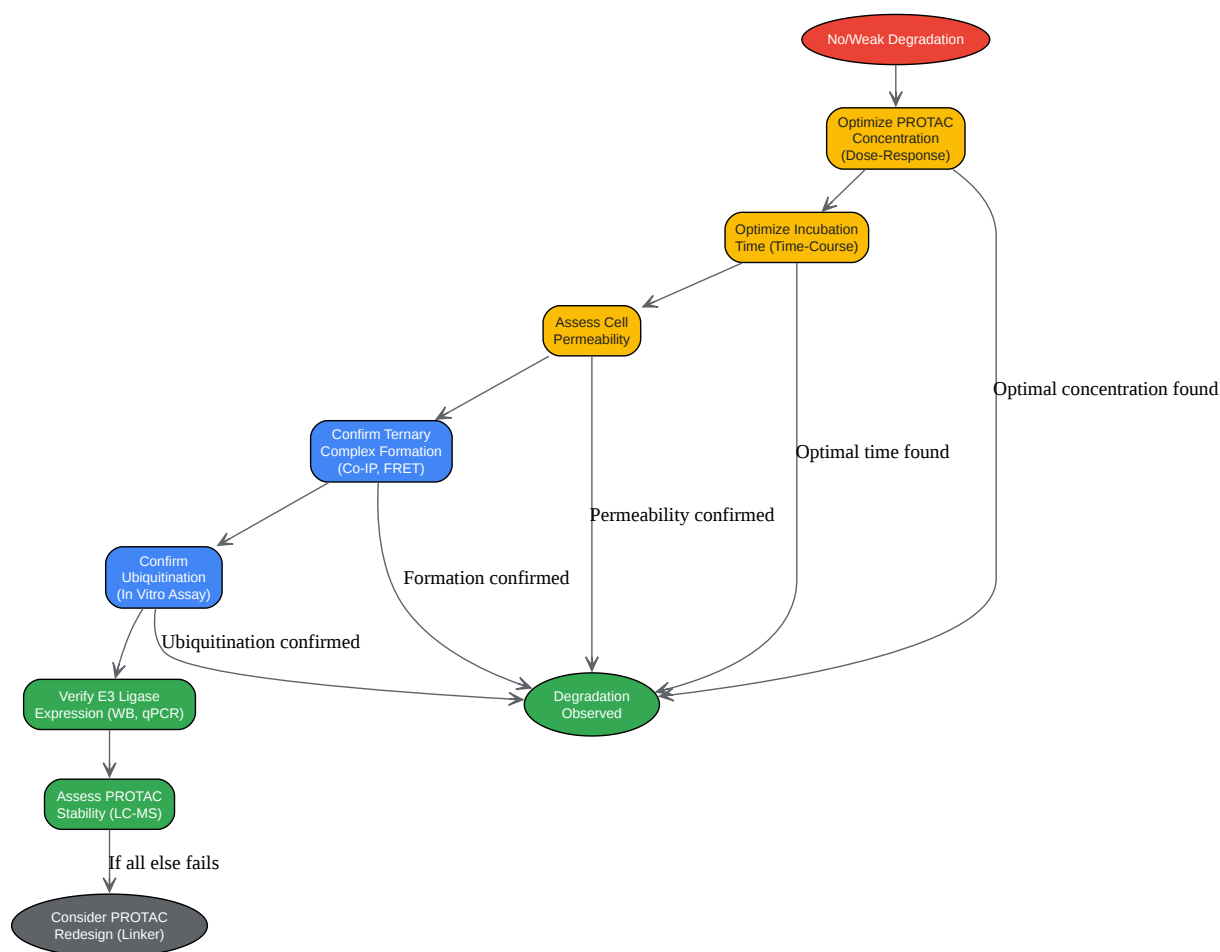 No/Weak Degradation
Optimize PROTAC
Concentration
(Dose-Response)
Optimize Incubation
Time (Time-Course)
Assess Cell
Permeability
Optimal concentration found
Confirm Ternary
Complex Formation
(Co-IP, FRET)
Optimal time found
Permeability confirmed
Confirm
Ubiquitination
(In Vitro Assay)
Formation confirmed
Ubiquitination confirmed
Verify E3 Ligase
Expression (WB, qPCR)
Degradation
Observed
Assess PROTAC
Stability (LC-MS)
If all else fails
Consider PROTAC
Redesign (Linker)